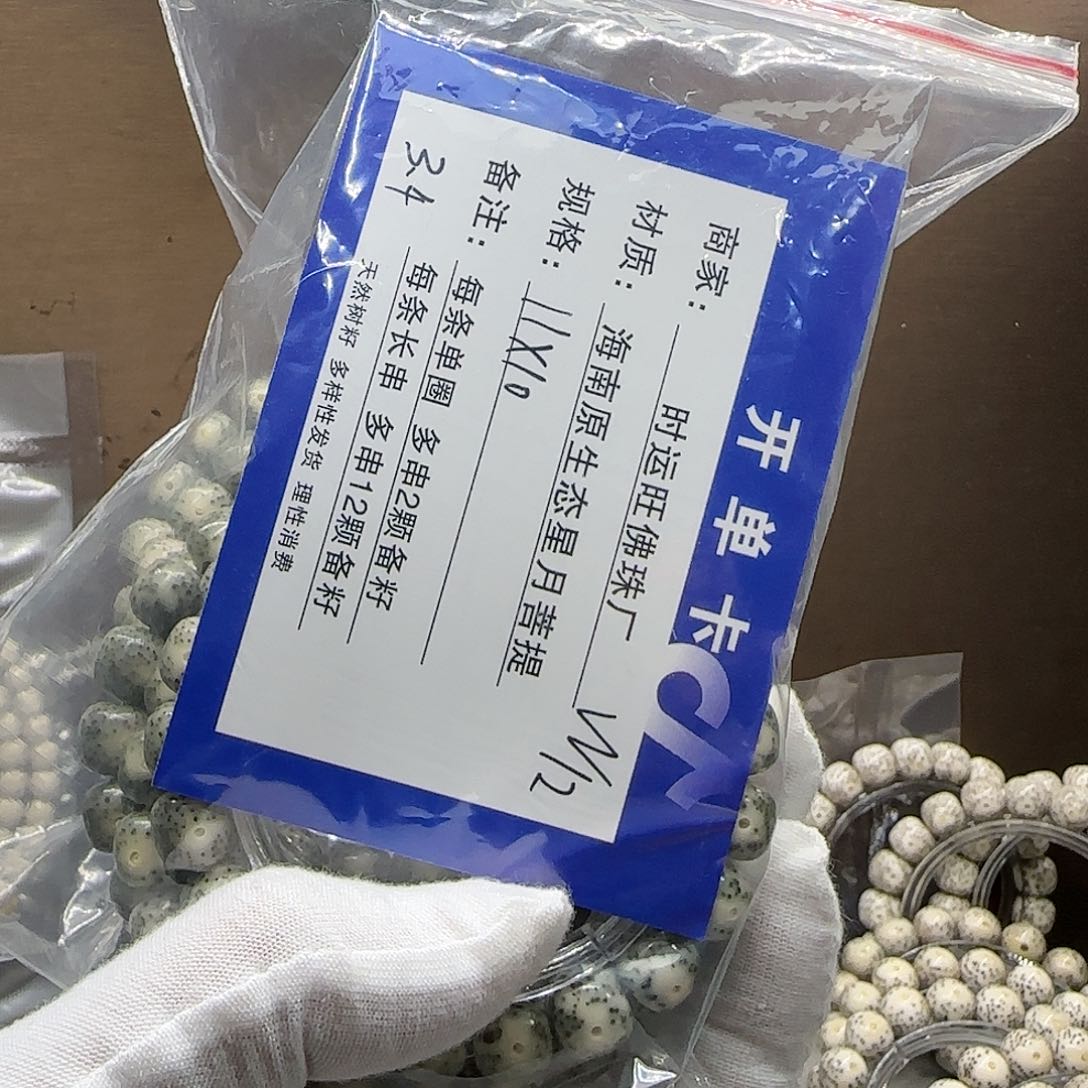 开单卡
商家：时运旺佛珠厂
材质：海南原生态星月菩提
规格：11X10
备注：每条单圈 多串2颗备籽
34 每条长串 多串12颗备籽
天然树籽 多样性发货 理性消费